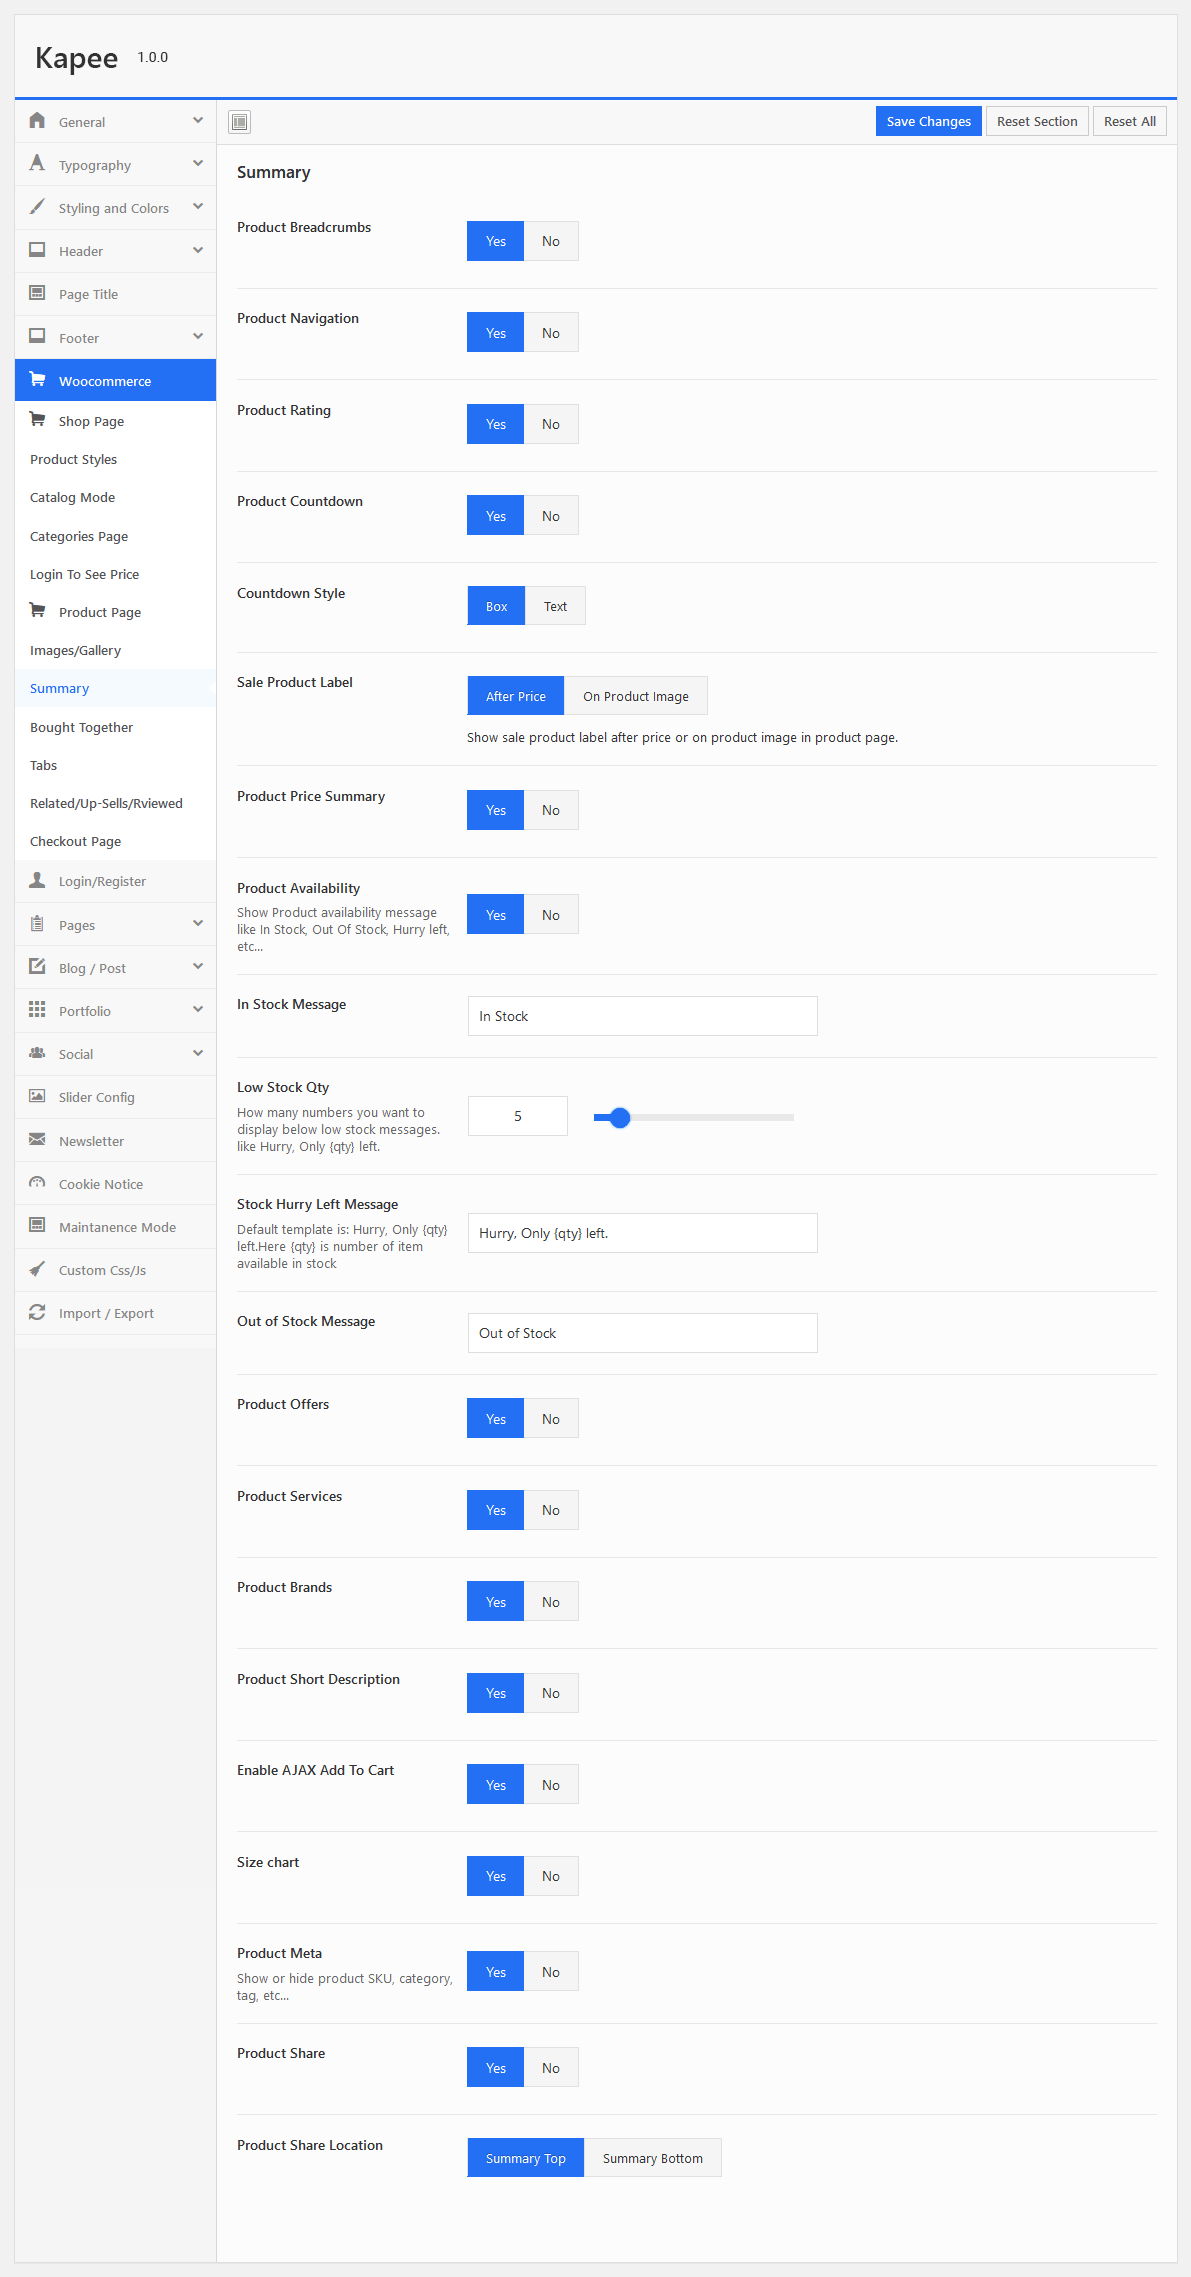 Kapee 1.0.0
Save Changes Reset Section Reset All
General
Typography
Styling and Colors
Header
Page Title
Footer
Woocommerce
Shop Page
Product Styles
Catalog Mode
Categories Page
Login To See Price
Product Page
Images/Gallery
Summary
Bought Together
Tabs
Related/Up-Sells/Rviewed
Checkout Page
Login/Register
Pages
Blog / Post
Portfolio
Social
Slider Config
Newsletter
Cookie Notice
Maintanence Mode
Custom Css/Js
Import / Export
Summary
Product Breadcrumbs
Yes No
Product Navigation
Yes No
Product Rating
Yes No
Product Countdown
Yes No
Countdown Style
Box Text
Sale Product Label
After Price On Product Image
Show sale product label after price or on product image in product page.
Product Price Summary
Yes No
Product Availability
Show Product availability message
like In Stock, Out Of Stock, Hurry left,
etc...
Yes No
In Stock Message
In Stock
Low Stock Qty
How many numbers you want to
display below low stock messages.
like Hurry, Only {qty} left.
5
Stock Hurry Left Message
Default template is: Hurry, Only {qty}
left.Here {qty} is number of item
available in stock
Hurry, Only {qty} left.
Out of Stock Message
Out of Stock
Product Offers
Yes No
Product Services
Yes No
Product Brands
Yes No
Product Short Description
Yes No
Enable AJAX Add To Cart
Yes No
Size chart
Yes No
Product Meta
Show or hide product SKU, category,
tag, etc...
Yes No
Product Share
Yes No
Product Share Location
Summary Top Summary Bottom